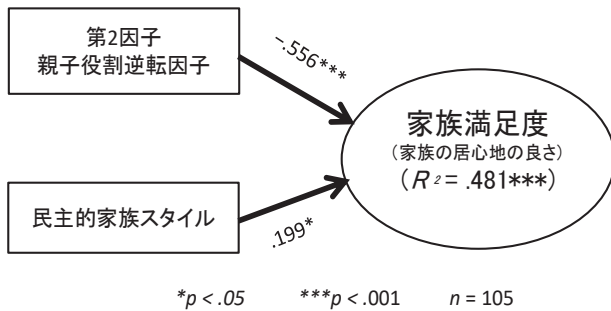 第2因子
親子役割逆転因子
-.556***
家族満足度
(家族の居心地の良さ)
(R² = .481***)
民主的家族スタイル
.199*
*p < .05 ***p < .001 n = 105